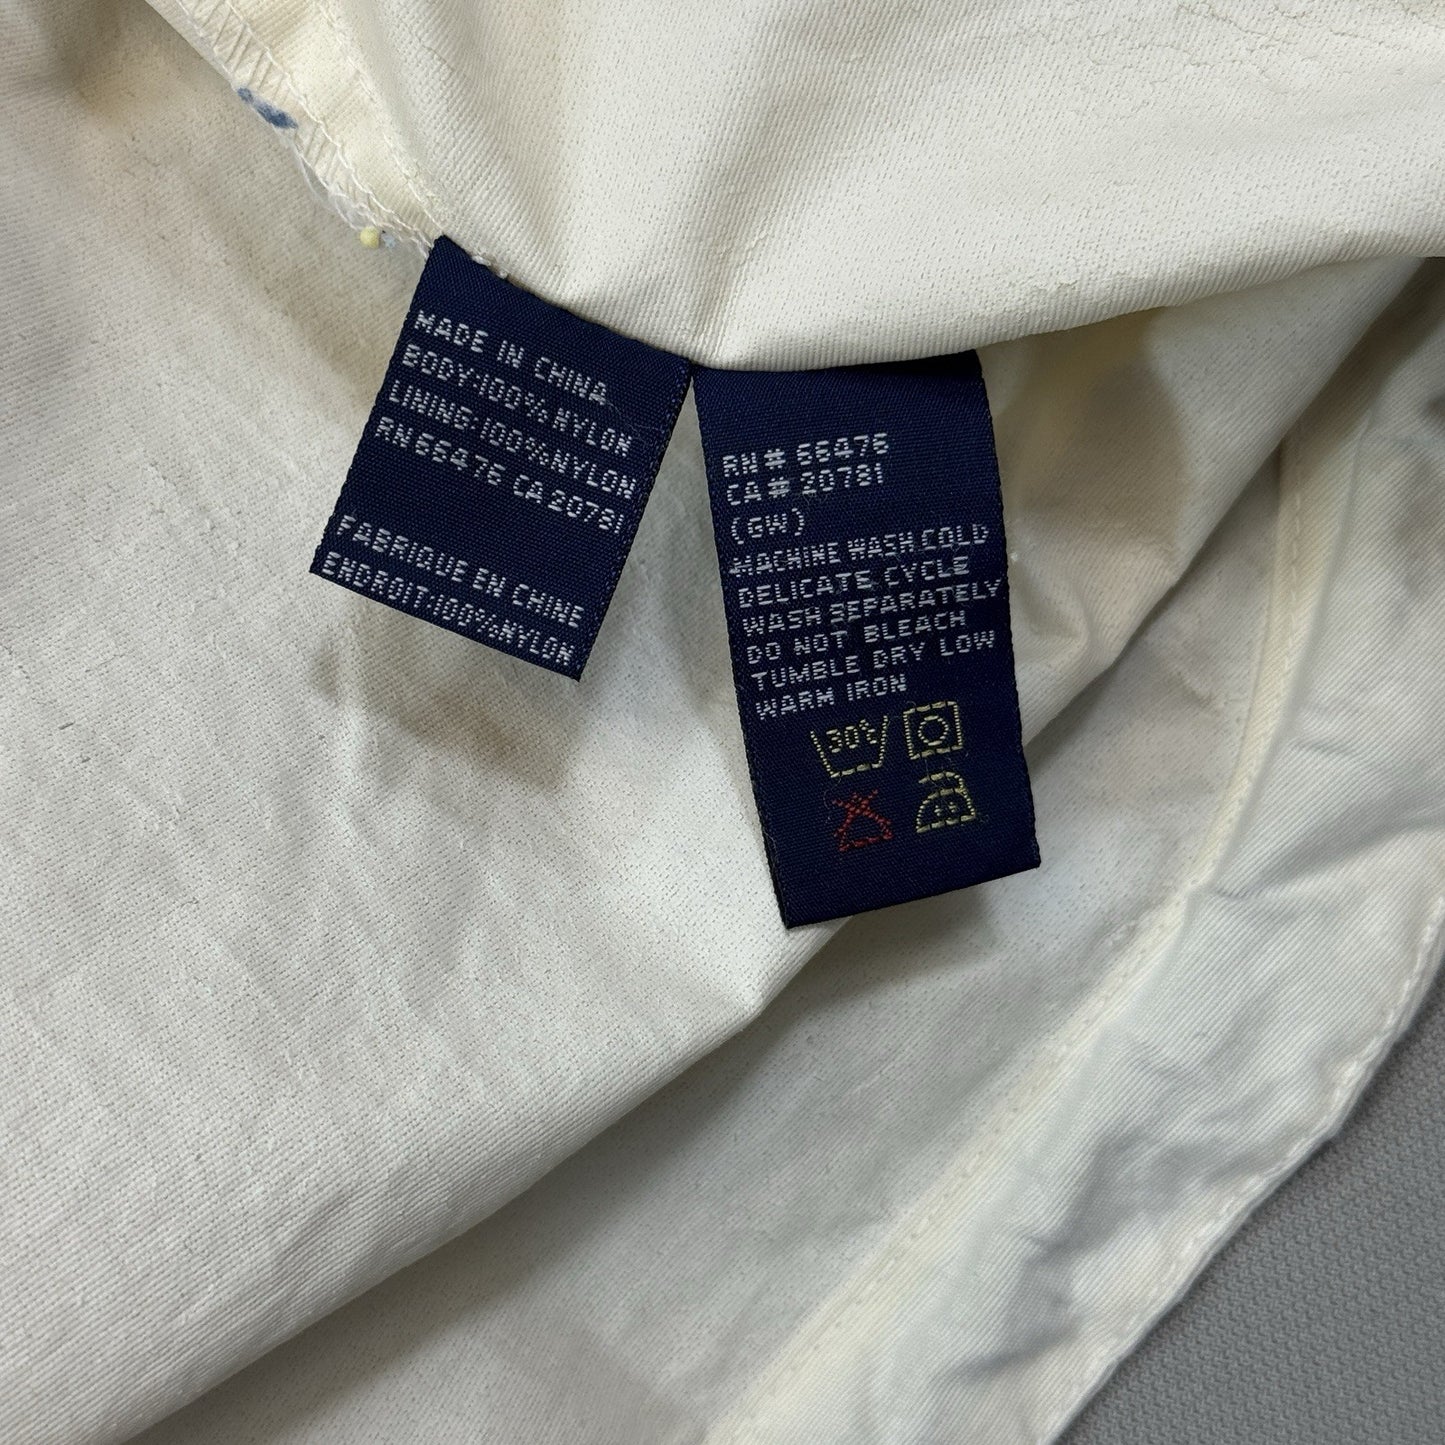 MADE IN CHINA
BODY:100% NYLON
LINING:100%NYLON
RN 66476 CA 20781
FABRIQUE EN CHINE
ENDROIT:100%NYLON
RN# 66476
CA# 20781
(GW)
MACHINE WASH COLD
DELICATE CYCLE
WASH SEPARATELY
DO NOT BLEACH
TUMBLE DRY LOW
WARM IRON
30℃